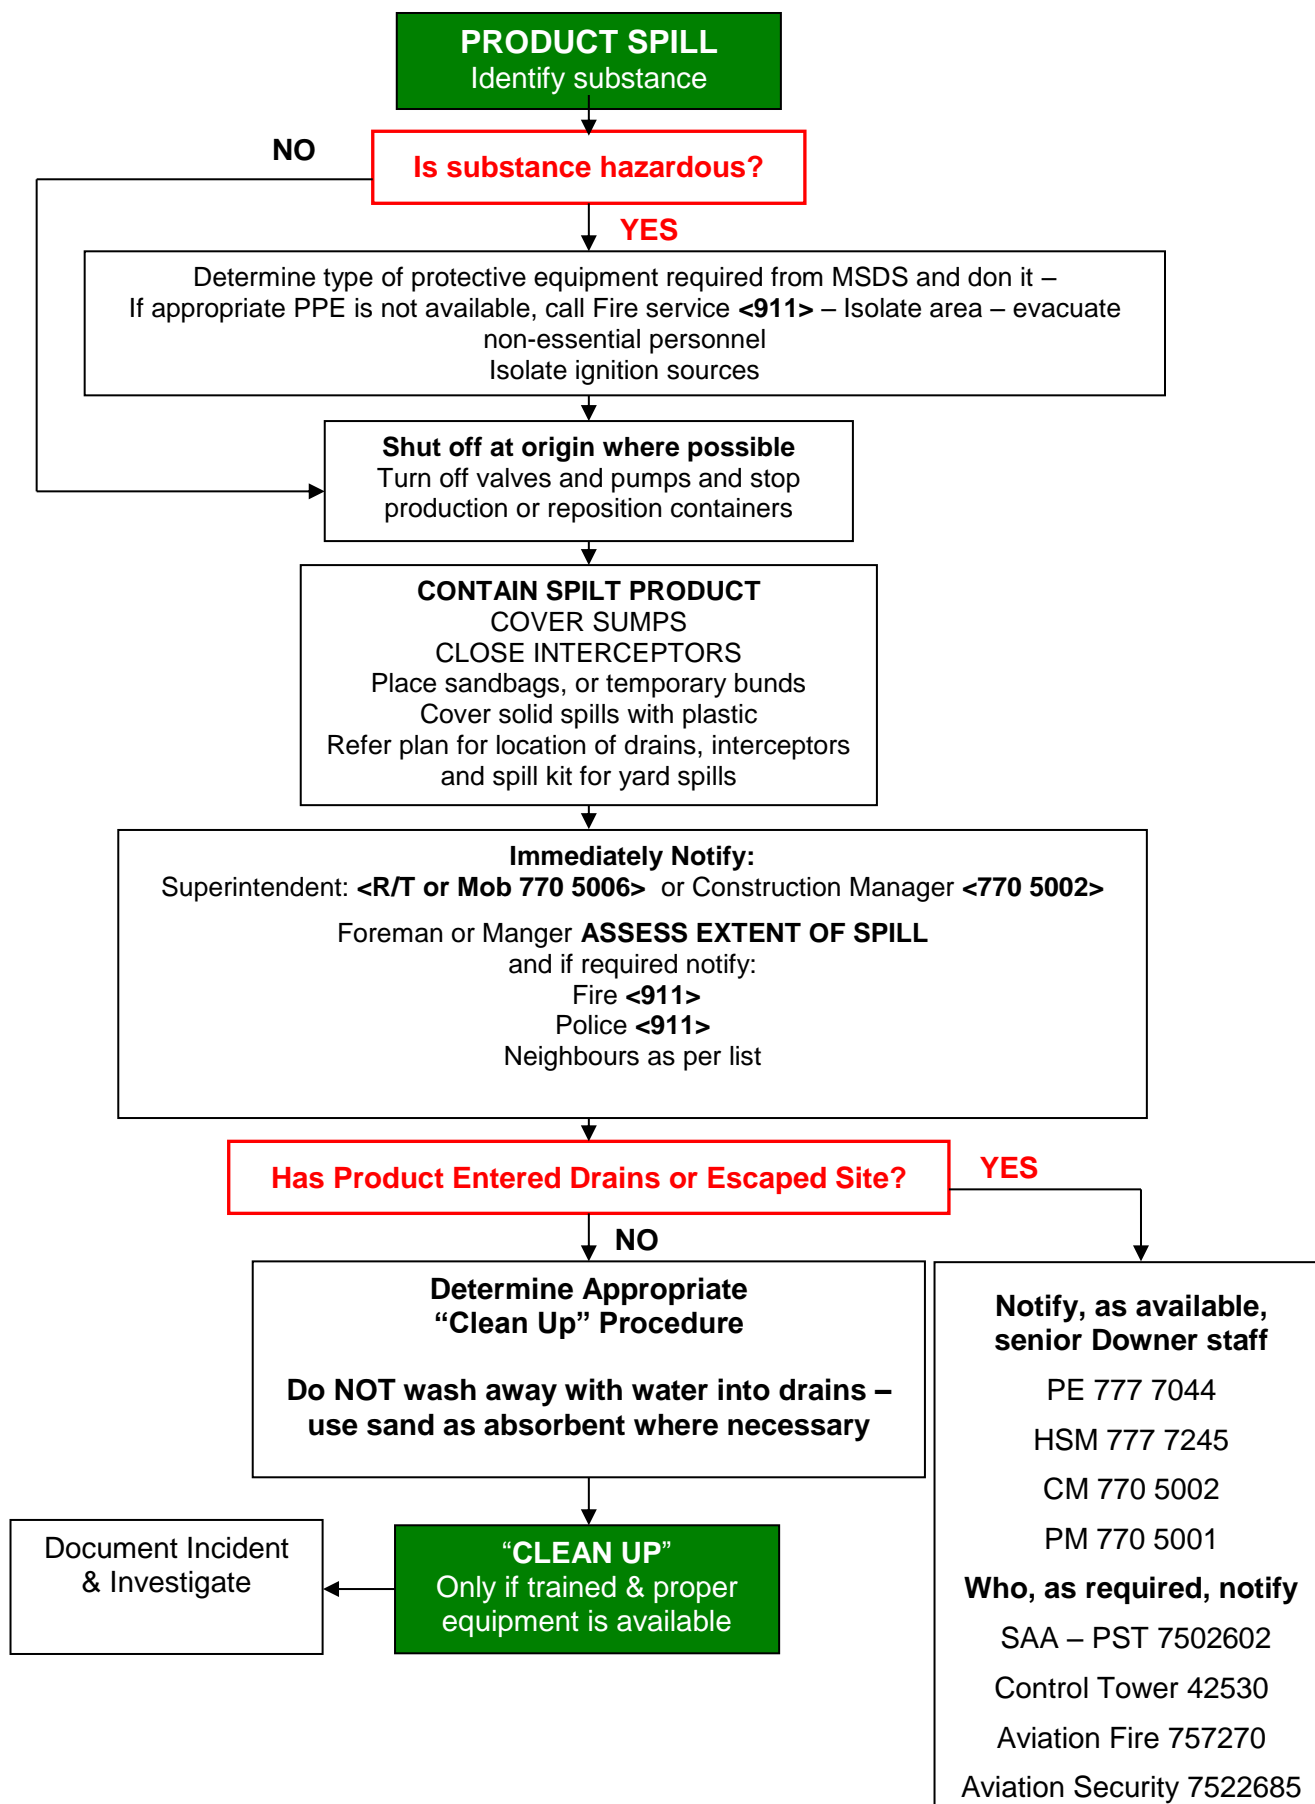 PRODUCT SPILL
Identify substance
NO
Is substance hazardous?
YES
Determine type of protective equipment required from MSDS and don it –
If appropriate PPE is not available, call Fire service <911> – Isolate area – evacuate
non-essential personnel
Isolate ignition sources
Shut off at origin where possible
Turn off valves and pumps and stop
production or reposition containers
CONTAIN SPILT PRODUCT
COVER SUMPS
CLOSE INTERCEPTORS
Place sandbags, or temporary bunds
Cover solid spills with plastic
Refer plan for location of drains, interceptors
and spill kit for yard spills
Immediately Notify:
Superintendent: <R/T or Mob 770 5006> or Construction Manager <770 5002>
Foreman or Manger ASSESS EXTENT OF SPILL
and if required notify:
Fire <911>
Police <911>
Neighbours as per list
Has Product Entered Drains or Escaped Site?
YES
NO
Determine Appropriate
“Clean Up” Procedure
Do NOT wash away with water into drains –
use sand as absorbent where necessary
“CLEAN UP”
Only if trained & proper
equipment is available
Document Incident
& Investigate
Notify, as available,
senior Downer staff
PE 777 7044
HSM 777 7245
CM 770 5002
PM 770 5001
Who, as required, notify
SAA – PST 7502602
Control Tower 42530
Aviation Fire 757270
Aviation Security 7522685